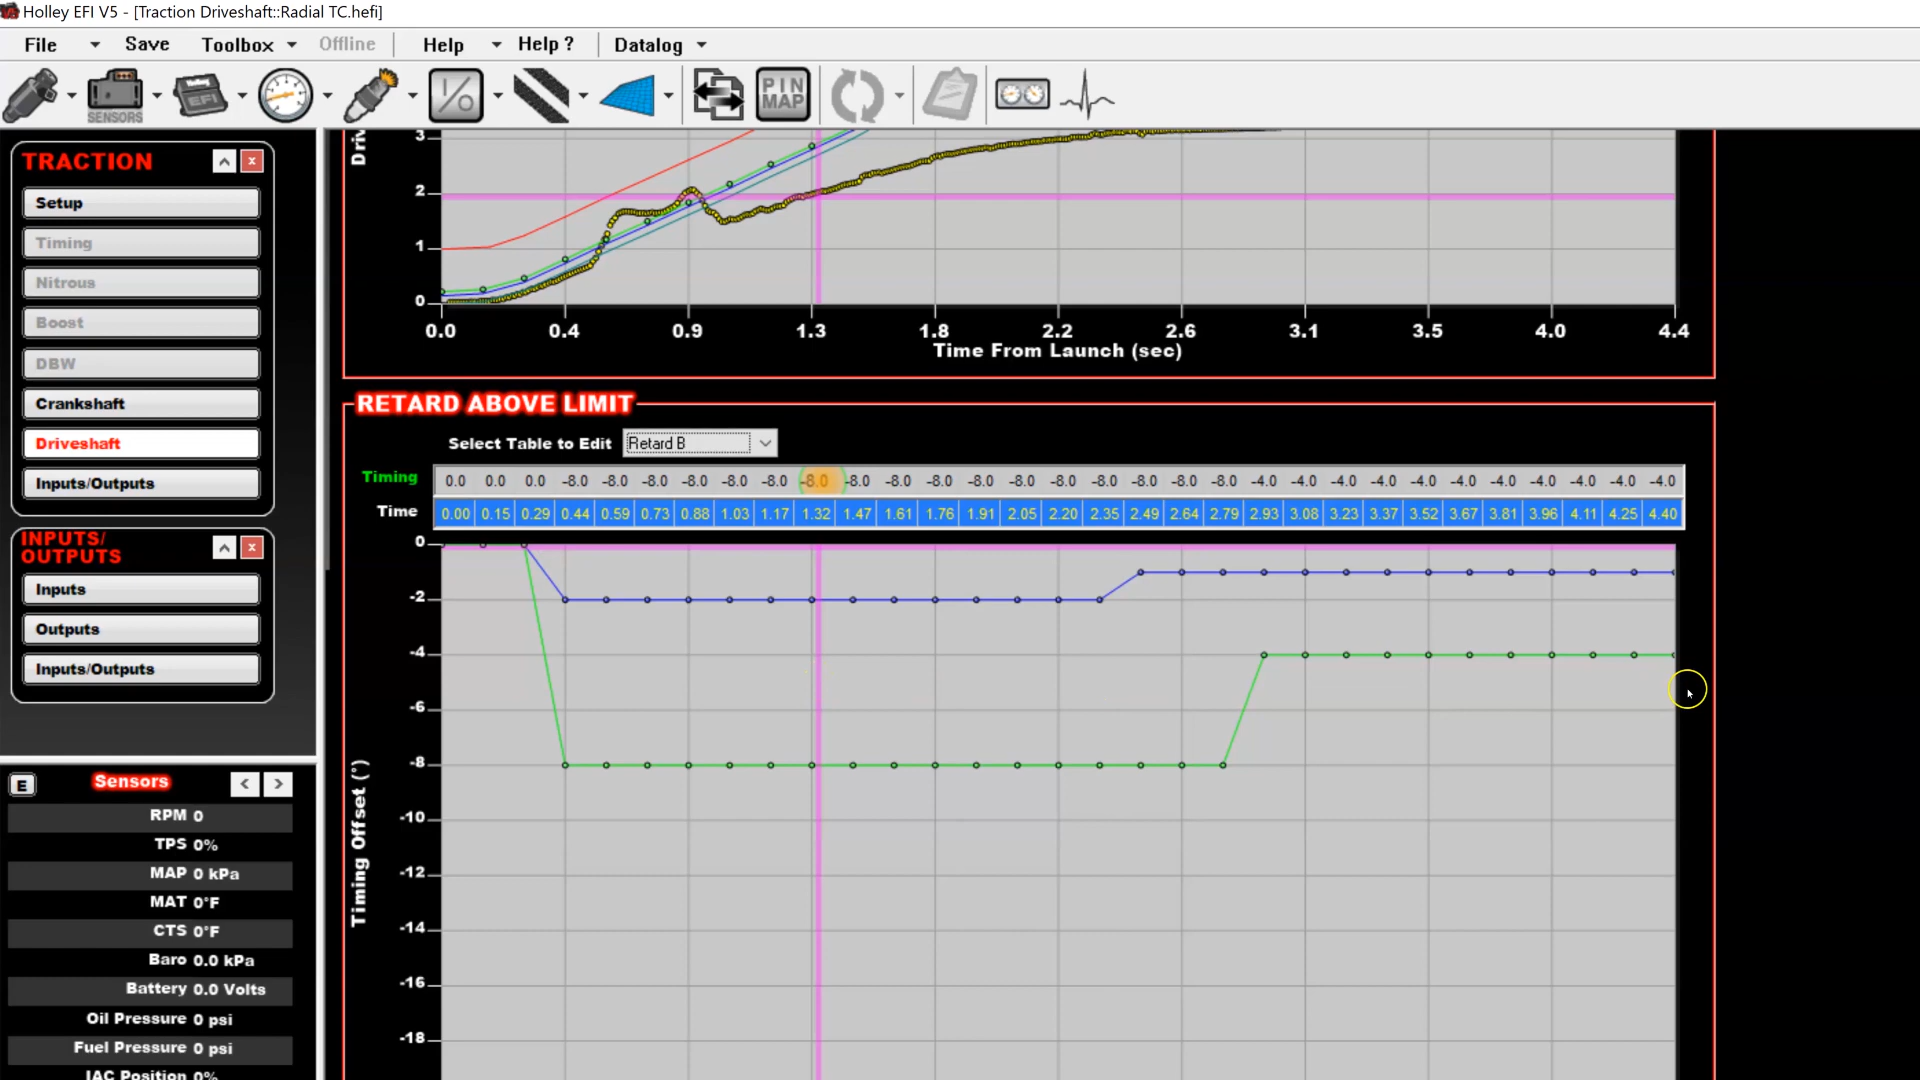 Holley EFI V5 - [Traction Driveshaft::Radial TC.hefi]
File Save Toolbox Offline Help Help ? Datalog
I/O
PIN MAP
SENSORS
Holley EFI
TRACTION
Setup
Timing
Nitrous
Boost
DBW
Crankshaft
Driveshaft
Inputs/Outputs
INPUTS/
OUTPUTS
Inputs
Outputs
Inputs/Outputs
E Sensors < >
RPM 0
TPS 0%
MAP 0 kPa
MAT 0°F
CTS 0°F
Baro 0.0 kPa
Battery 0.0 Volts
Oil Pressure 0 psi
Fuel Pressure 0 psi
IAC Position 0%
Driv
3
2
1
0
0.0 0.4 0.9 1.3 1.8 2.2 2.6 3.1 3.5 4.0 4.4
Time From Launch (sec)
RETARD ABOVE LIMIT
Select Table to Edit Retard B
Timing 0.0 0.0 0.0 -8.0 -8.0 -8.0 -8.0 -8.0 -8.0 -8.0 -8.0 -8.0 -8.0 -8.0 -8.0 -8.0 -8.0 -8.0 -8.0 -8.0 -4.0 -4.0 -4.0 -4.0 -4.0 -4.0 -4.0 -4.0 -4.0 -4.0 -4.0
Time 0.00 0.15 0.29 0.44 0.59 0.73 0.88 1.03 1.17 1.32 1.47 1.61 1.76 1.91 2.05 2.20 2.35 2.49 2.64 2.79 2.93 3.08 3.23 3.37 3.52 3.67 3.81 3.96 4.11 4.25 4.40
0
-2
-4
-6
-8
-10
-12
-14
-16
-18
Timing Offset (°)